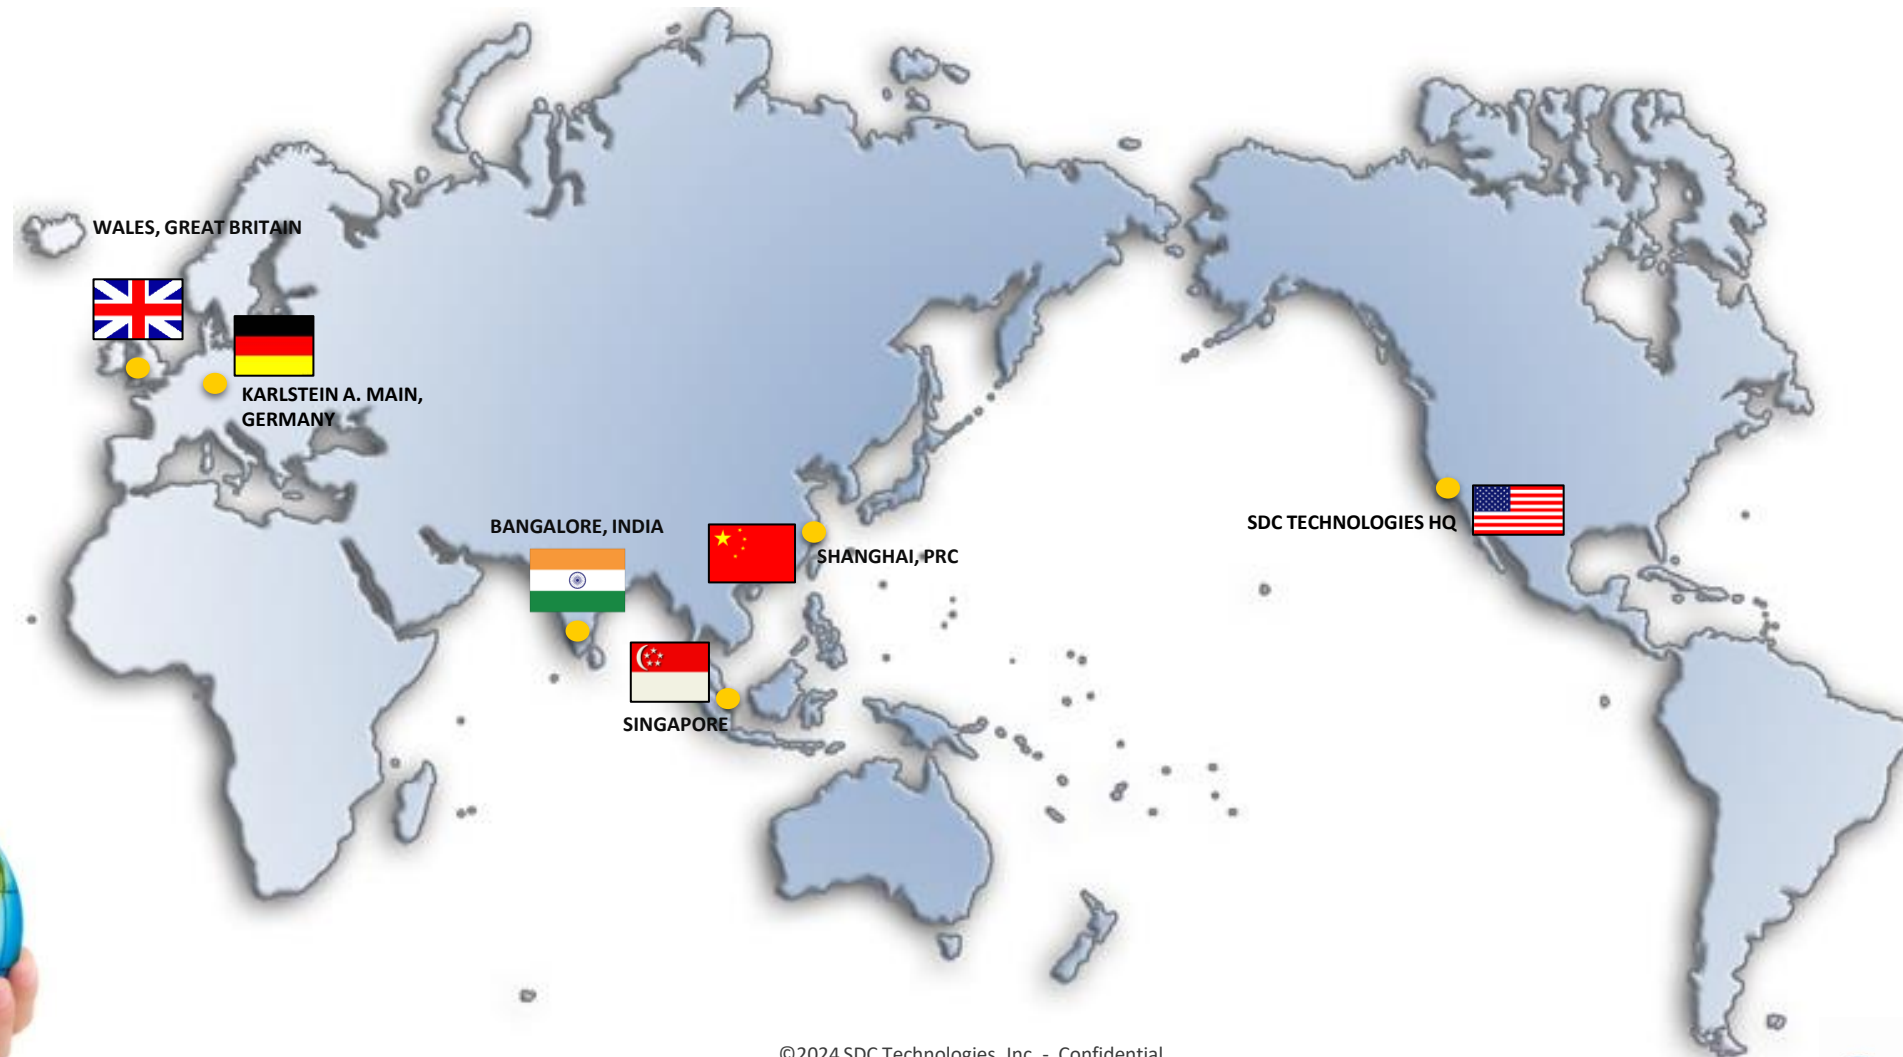 WALES, GREAT BRITAIN
KARLSTEIN A. MAIN,
GERMANY
BANGALORE, INDIA
SHANGHAI, PRC
SDC TECHNOLOGIES HQ
SINGAPORE
©2024 SDC Technologies, Inc. - Confidential